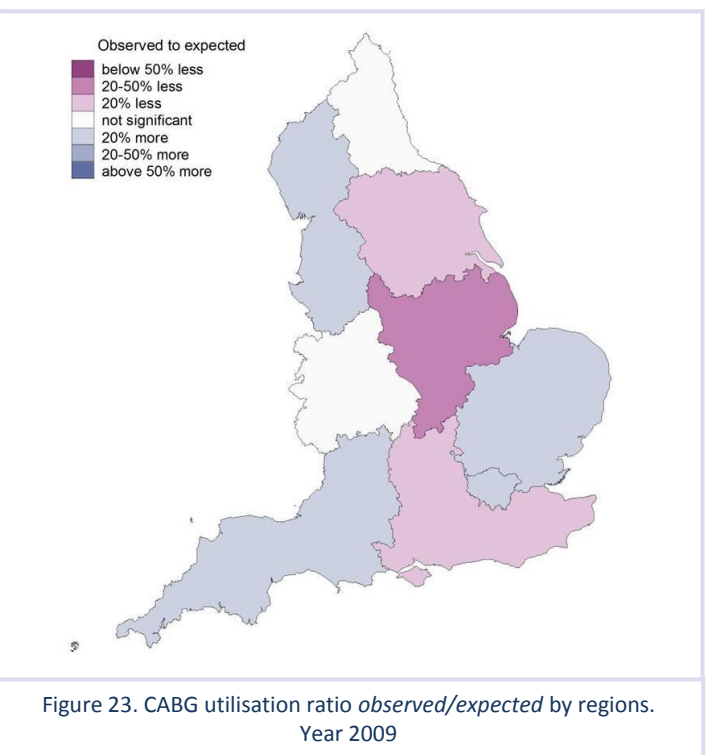 Observed to expected
below 50% less
20-50% less
20% less
not significant
20% more
20-50% more
above 50% more
Figure 23. CABG utilisation ratio observed/expected by regions.
Year 2009